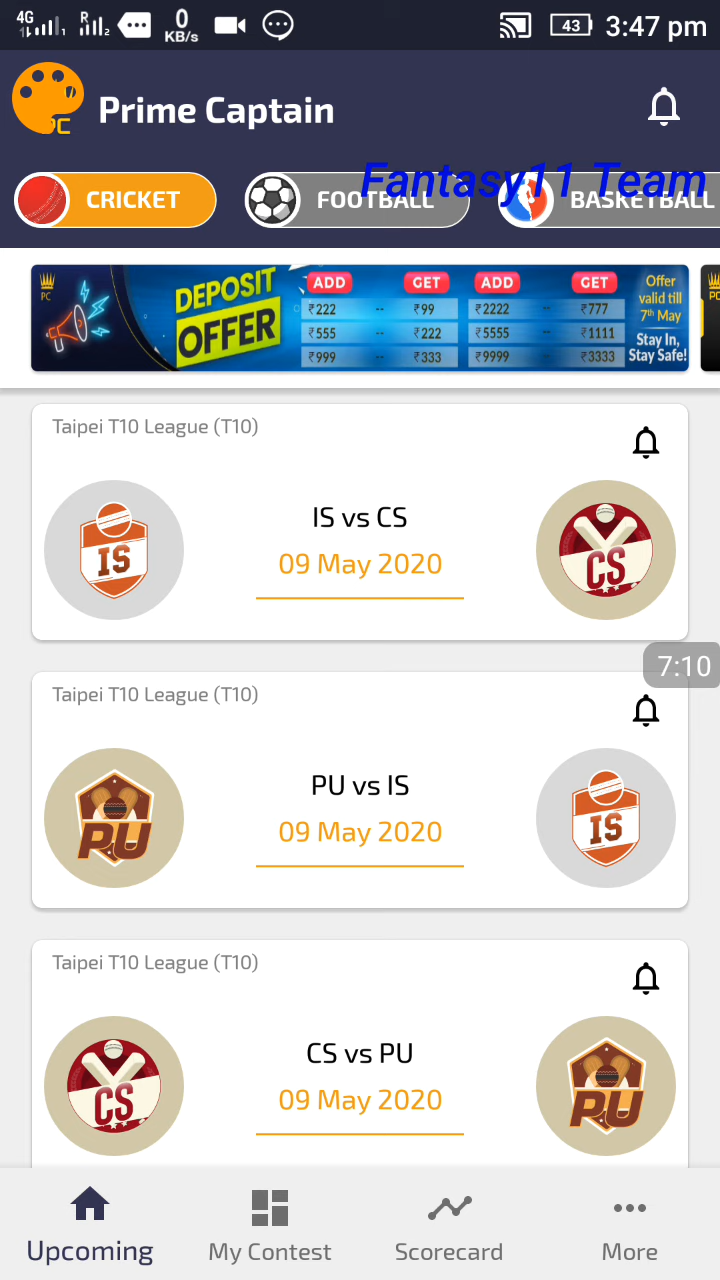 4G
R
1
2
0
KB/s
43
3:47 pm
PC
Prime Captain
Fantasy11 Team
CRICKET
FOOTBALL
BASKETBALL
PC
DEPOSIT
OFFER
ADD GET ADD GET
₹222 -- ₹99 ₹2222 -- ₹777
₹555 -- ₹222 ₹5555 -- ₹1111
₹999 -- ₹333 ₹9999 -- ₹3333
Offer
valid till
7th May
Stay In,
Stay Safe!
Taipei T10 League (T10)
IS
IS vs CS
09 May 2020
CS
7:10
Taipei T10 League (T10)
PU
PU vs IS
09 May 2020
IS
Taipei T10 League (T10)
CS
CS vs PU
09 May 2020
PU
Upcoming
My Contest
Scorecard
More